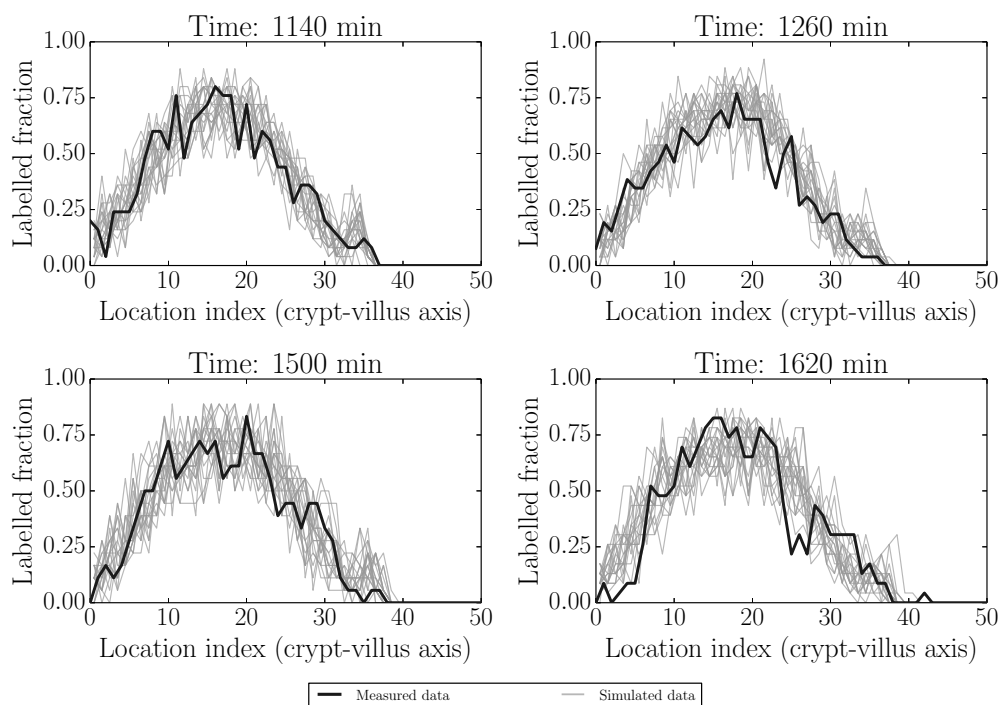 Time: 1140 min
1.00
0.75
0.50
0.25
0.00
Labelled fraction
0 10 20 30 40 50
Location index (crypt-villus axis)
Time: 1260 min
1.00
0.75
0.50
0.25
0.00
Labelled fraction
0 10 20 30 40 50
Location index (crypt-villus axis)
Time: 1500 min
1.00
0.75
0.50
0.25
0.00
Labelled fraction
0 10 20 30 40 50
Location index (crypt-villus axis)
Time: 1620 min
1.00
0.75
0.50
0.25
0.00
Labelled fraction
0 10 20 30 40 50
Location index (crypt-villus axis)
Measured data Simulated data